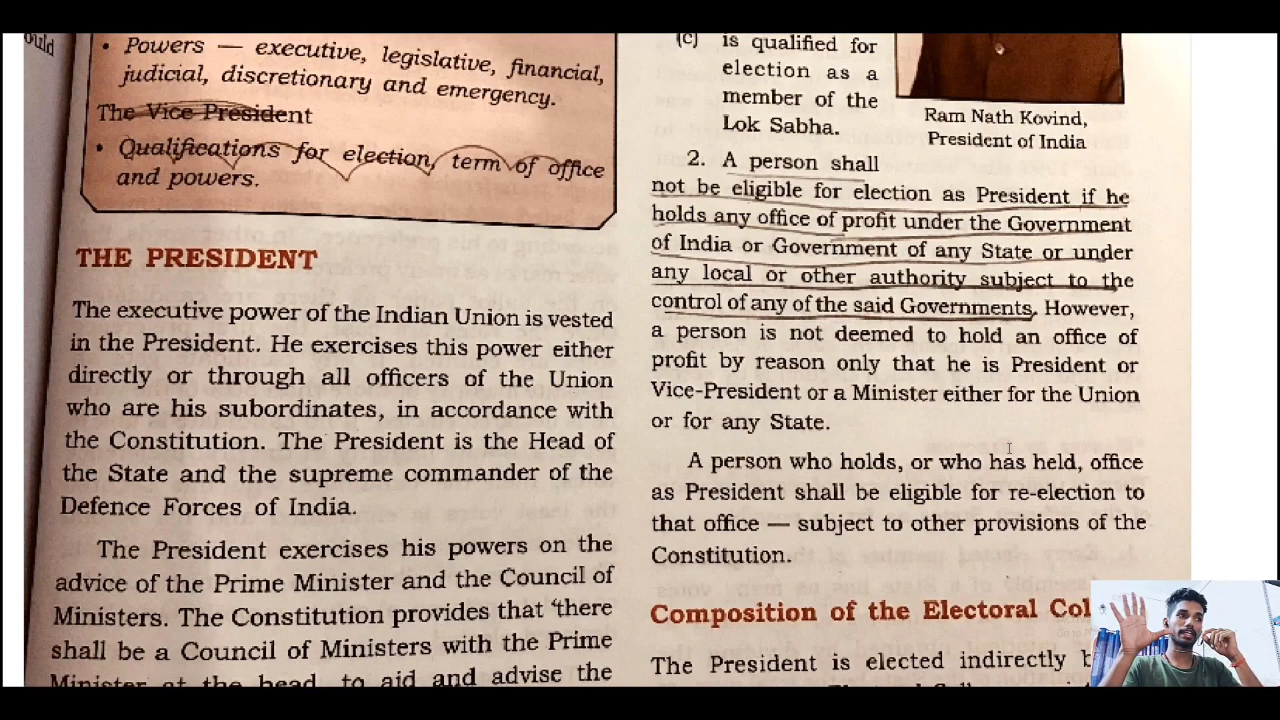 ould
• Powers — executive, legislative, financial,
judicial, discretionary and emergency.
The Vice President
• Qualifications for election, term of office
and powers.
THE PRESIDENT
The executive power of the Indian Union is vested
in the President. He exercises this power either
directly or through all officers of the Union
who are his subordinates, in accordance with
the Constitution. The President is the Head of
the State and the supreme commander of the
Defence Forces of India.
The President exercises his powers on the
advice of the Prime Minister and the Council of
Ministers. The Constitution provides that ‘there
shall be a Council of Ministers with the Prime
Minister at the head to aid and advise the
(c) is qualified for
election as a
member of the
Lok Sabha.
Ram Nath Kovind,
President of India
2. A person shall
not be eligible for election as President if he
holds any office of profit under the Government
of India or Government of any State or under
any local or other authority subject to the
control of any of the said Governments. However,
a person is not deemed to hold an office of
profit by reason only that he is President or
Vice-President or a Minister either for the Union
or for any State.
A person who holds, or who has held, office
as President shall be eligible for re-election to
that office — subject to other provisions of the
Constitution.
Composition of the Electoral Col
The President is elected indirectly b